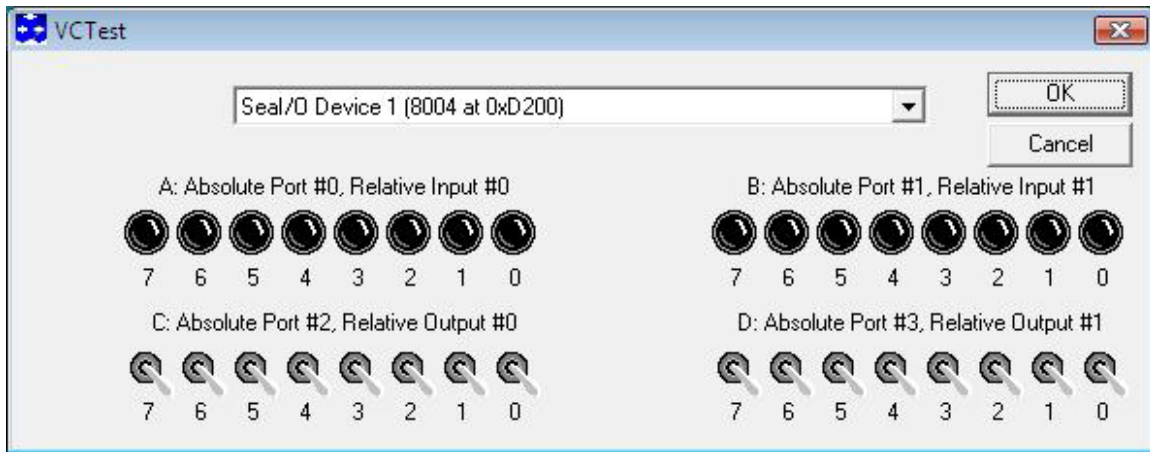 VCTest
SeaI/O Device 1 (8004 at 0xD200)
OK
Cancel
A: Absolute Port #0, Relative Input #0
7 6 5 4 3 2 1 0
B: Absolute Port #1, Relative Input #1
7 6 5 4 3 2 1 0
C: Absolute Port #2, Relative Output #0
7 6 5 4 3 2 1 0
D: Absolute Port #3, Relative Output #1
7 6 5 4 3 2 1 0